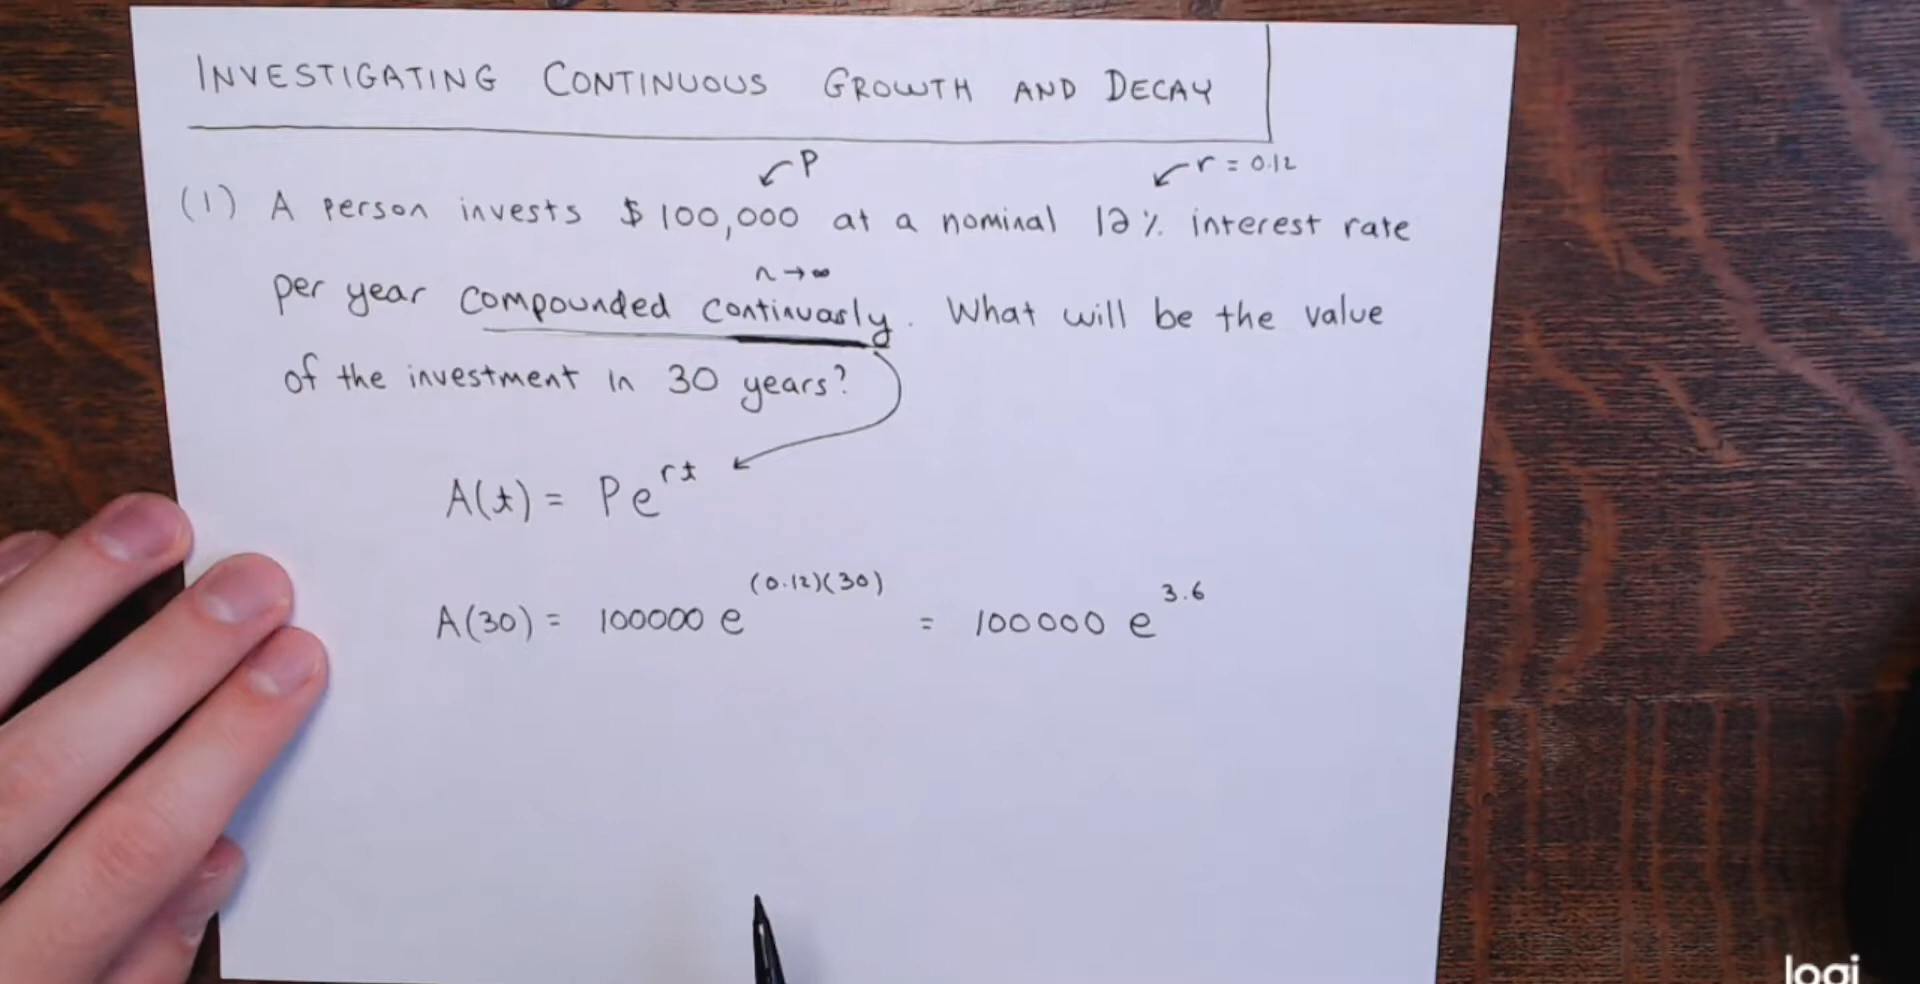 INVESTIGATING CONTINUOUS GROWTH AND DECAY
P
r = 0.12
(1) A person invests $100,000 at a nominal 12% interest rate
n→∞
per year compounded continuosly. What will be the value
of the investment in 30 years?
A(t) = Pe^rt
A(30) = 100000 e^(0.12)(30) = 100000 e^3.6
logi